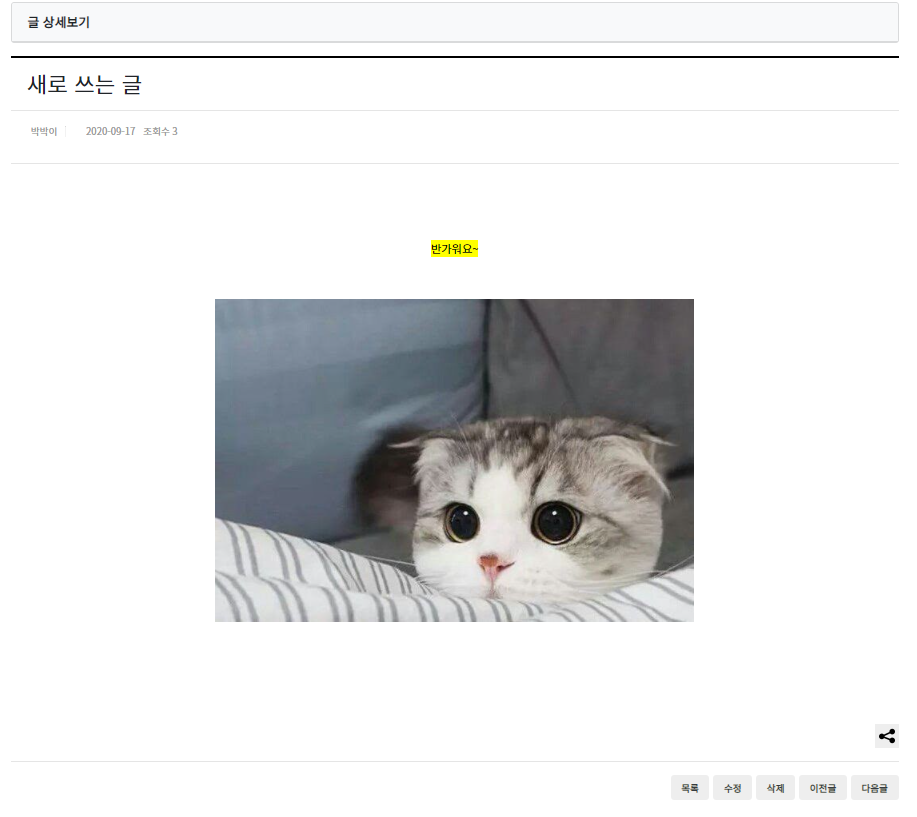 글 상세보기
새로 쓰는 글
박박이 2020-09-17 조회수 3
반가워요~
목록 수정 삭제 이전글 다음글